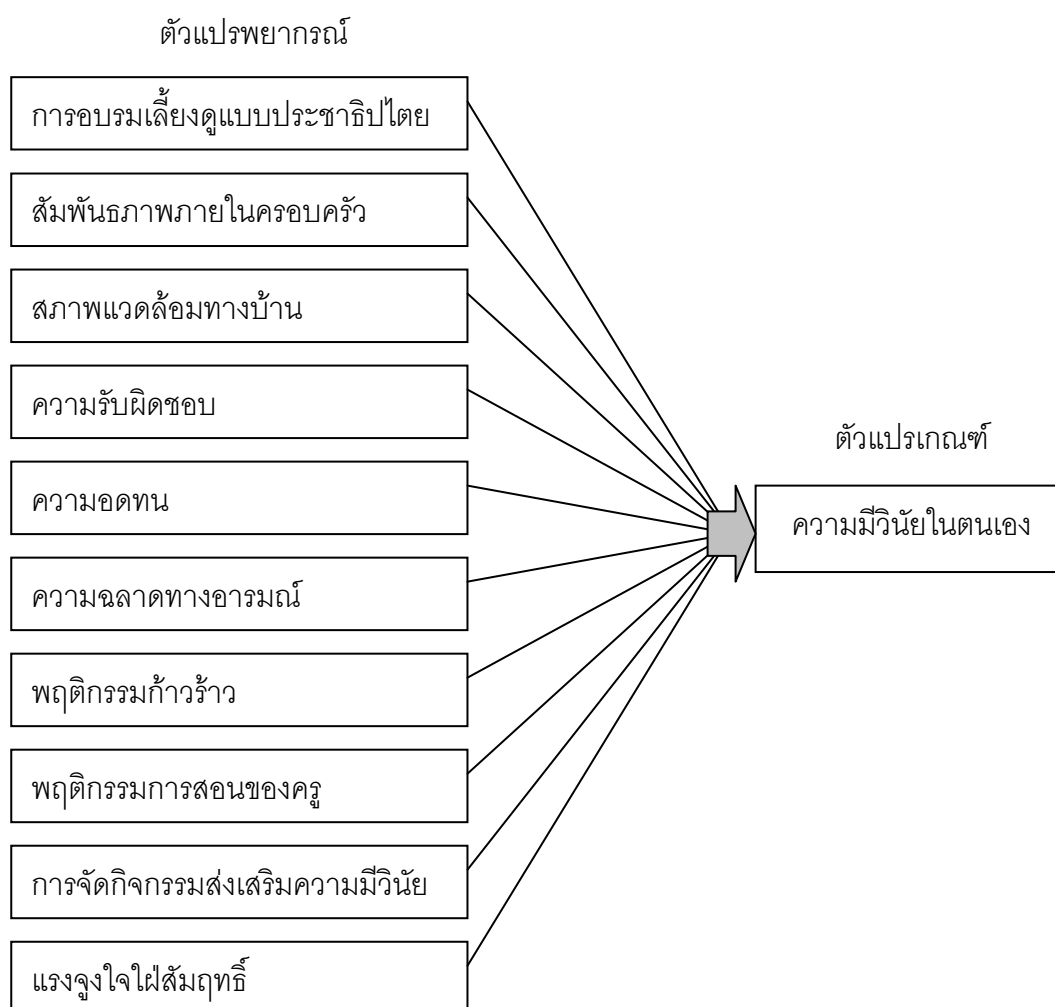 ตัวแปรพยากรณ์
การอบรมเลี้ยงดูแบบประชาธิปไตย
สัมพันธภาพภายในครอบครัว
สภาพแวดล้อมทางบ้าน
ความรับผิดชอบ
ความอดทน
ความฉลาดทางอารมณ์
พฤติกรรมก้าวร้าว
พฤติกรรมการสอนของครู
การจัดกิจกรรมส่งเสริมความมีวินัย
แรงจูงใจใฝ่สัมฤทธิ์
ตัวแปรเกณฑ์
ความมีวินัยในตนเอง